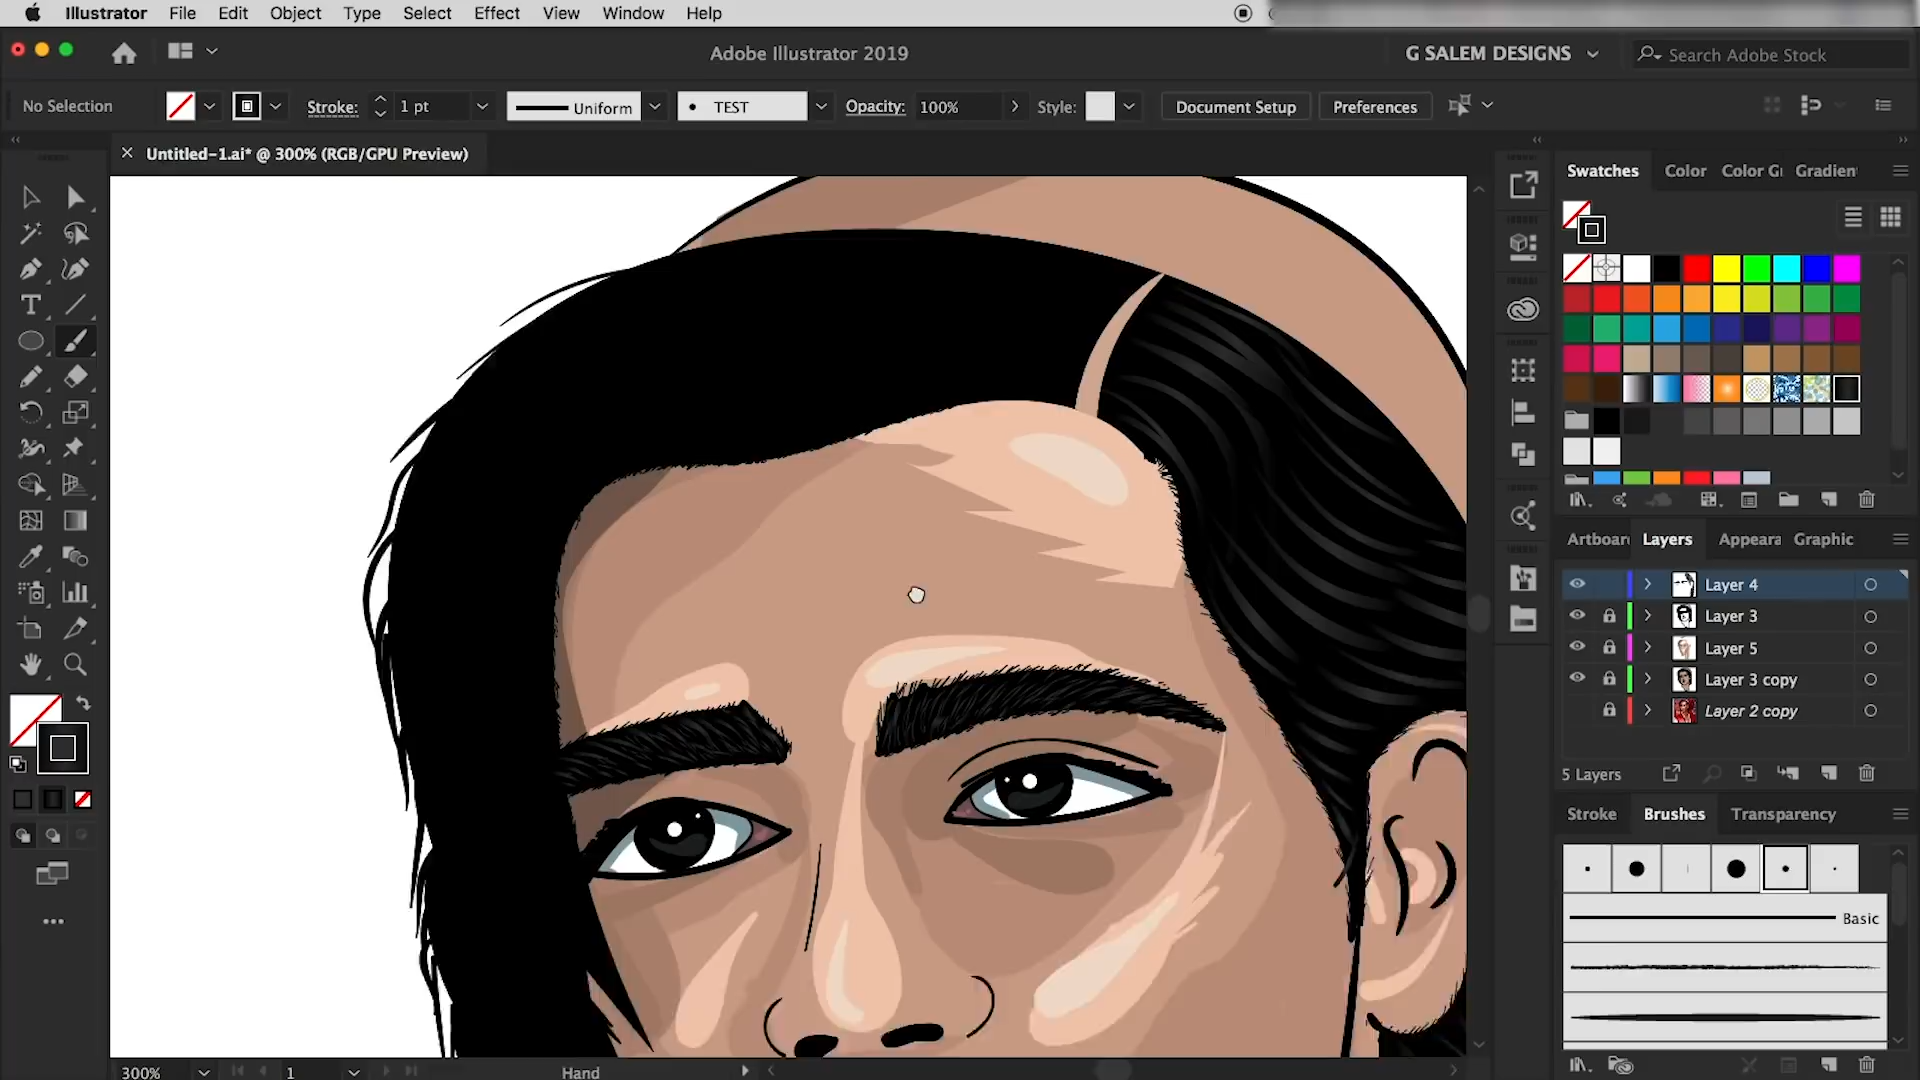 Illustrator File Edit Object Type Select Effect View Window Help
Adobe Illustrator 2019
G SALEM DESIGNS
Search Adobe Stock
No Selection
Stroke:
1 pt
Uniform
TEST
Opacity:
100%
Style:
Document Setup
Preferences
Untitled-1.ai* @ 300% (RGB/GPU Preview)
Swatches
Color
Color G
Gradien
Artboar
Layers
Appeara
Graphic
Layer 4
Layer 3
Layer 5
Layer 3 copy
Layer 2 copy
5 Layers
Stroke
Brushes
Transparency
Basic
300%
1
Hand